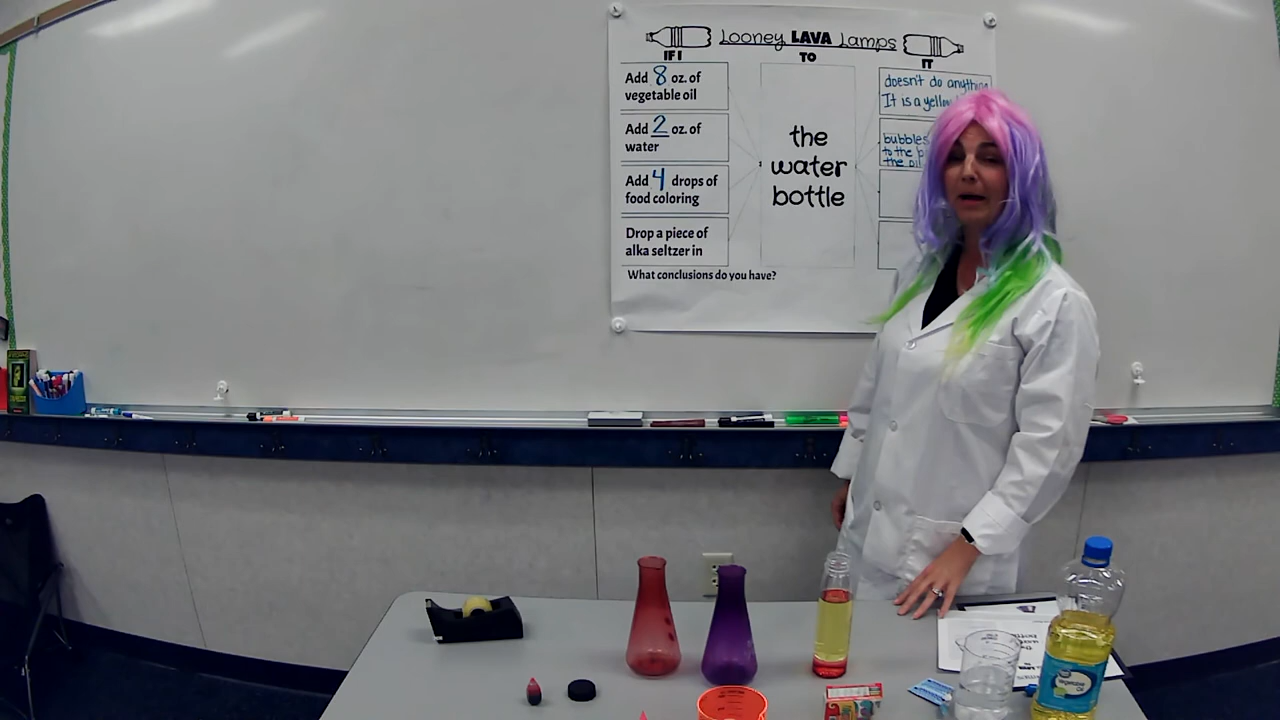 Looney LAVA Lamps
IF I
TO
IT
Add 8 oz. of
vegetable oil
Add 2 oz. of
water
Add 4 drops of
food coloring
Drop a piece of
alka seltzer in
the
water
bottle
doesn't do anything
It is a yellow
bubbles
to the
the oil
What conclusions do you have?
Vegetable
Oil